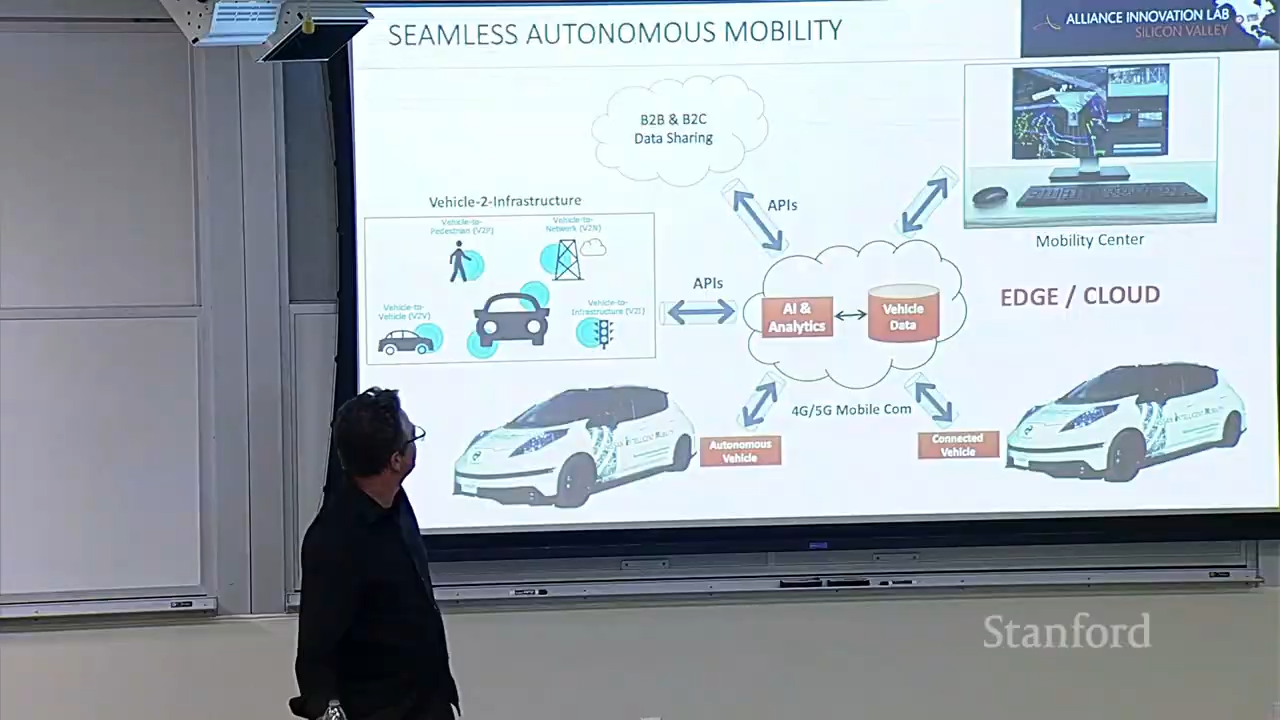 SEAMLESS AUTONOMOUS MOBILITY
ALLIANCE INNOVATION LAB
SILICON VALLEY
B2B & B2C
Data Sharing
Vehicle-2-Infrastructure
Vehicle-to-
Pedestrian (V2P)
Vehicle-to-
Network (V2N)
Vehicle-to-
Vehicle (V2V)
Vehicle-to-
Infrastructure (V2I)
APIs
APIs
AI &
Analytics
Vehicle
Data
Mobility Center
EDGE / CLOUD
4G/5G Mobile Com
Autonomous
Vehicle
Connected
Vehicle
Stanford